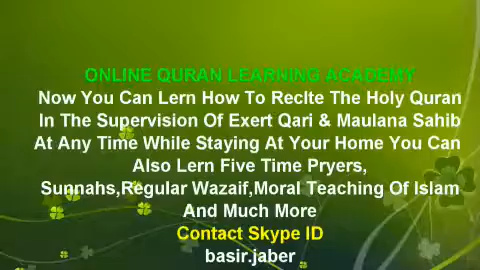 ONLINE QURAN LEARNING ACADEMY
Now You Can Lern How To RecIte The Holy Quran
In The Supervision Of Exert Qari & Maulana Sahib
At Any Time While Staying At Your Home You Can
Also Lern Five Time Pryers,
Sunnahs,Regular Wazaif,Moral Teaching Of Islam
And Much More
Contact Skype ID
basir.jaber